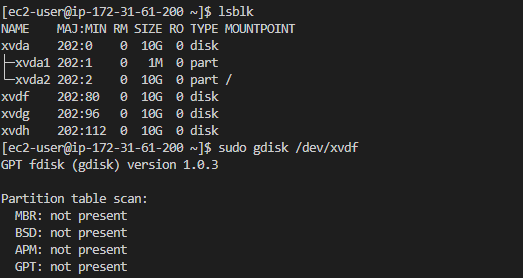 [ec2-user@ip-172-31-61-200 ~]$ lsblk
NAME    MAJ:MIN RM SIZE RO TYPE MOUNTPOINT
xvda    202:0    0  10G  0 disk
├─xvda1 202:1    0   1M  0 part
└─xvda2 202:2    0  10G  0 part /
xvdf    202:80   0  10G  0 disk
xvdg    202:96   0  10G  0 disk
xvdh    202:112  0  10G  0 disk
[ec2-user@ip-172-31-61-200 ~]$ sudo gdisk /dev/xvdf
GPT fdisk (gdisk) version 1.0.3

Partition table scan:
  MBR: not present
  BSD: not present
  APM: not present
  GPT: not present